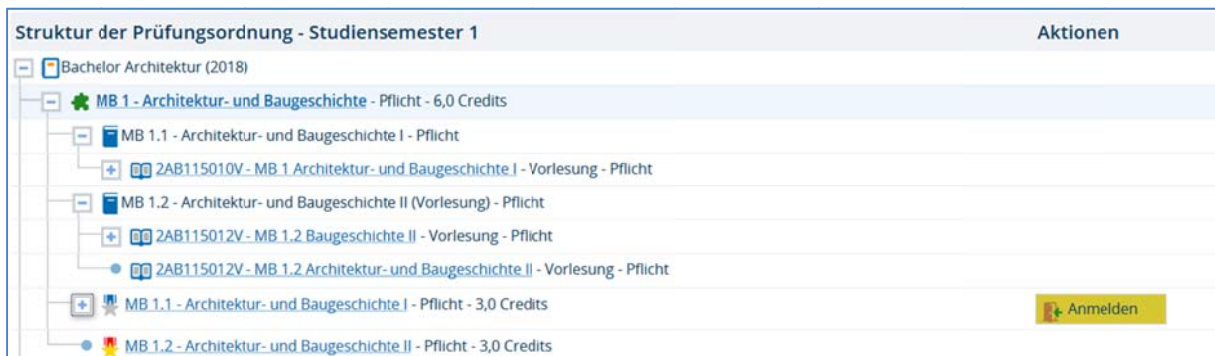 Struktur der Prüfungsordnung - Studiensemester 1 Aktionen
Bachelor Architektur (2018)
MB 1 - Architektur- und Baugeschichte - Pflicht - 6,0 Credits
MB 1.1 - Architektur- und Baugeschichte I - Pflicht
2AB115010V - MB 1 Architektur- und Baugeschichte I - Vorlesung - Pflicht
MB 1.2 - Architektur- und Baugeschichte II (Vorlesung) - Pflicht
2AB115012V - MB 1.2 Baugeschichte II - Vorlesung - Pflicht
2AB115012V - MB 1.2 Architektur- und Baugeschichte II - Vorlesung - Pflicht
MB 1.1 - Architektur- und Baugeschichte I - Pflicht - 3,0 Credits Anmelden
MB 1.2 - Architektur- und Baugeschichte II - Pflicht - 3,0 Credits